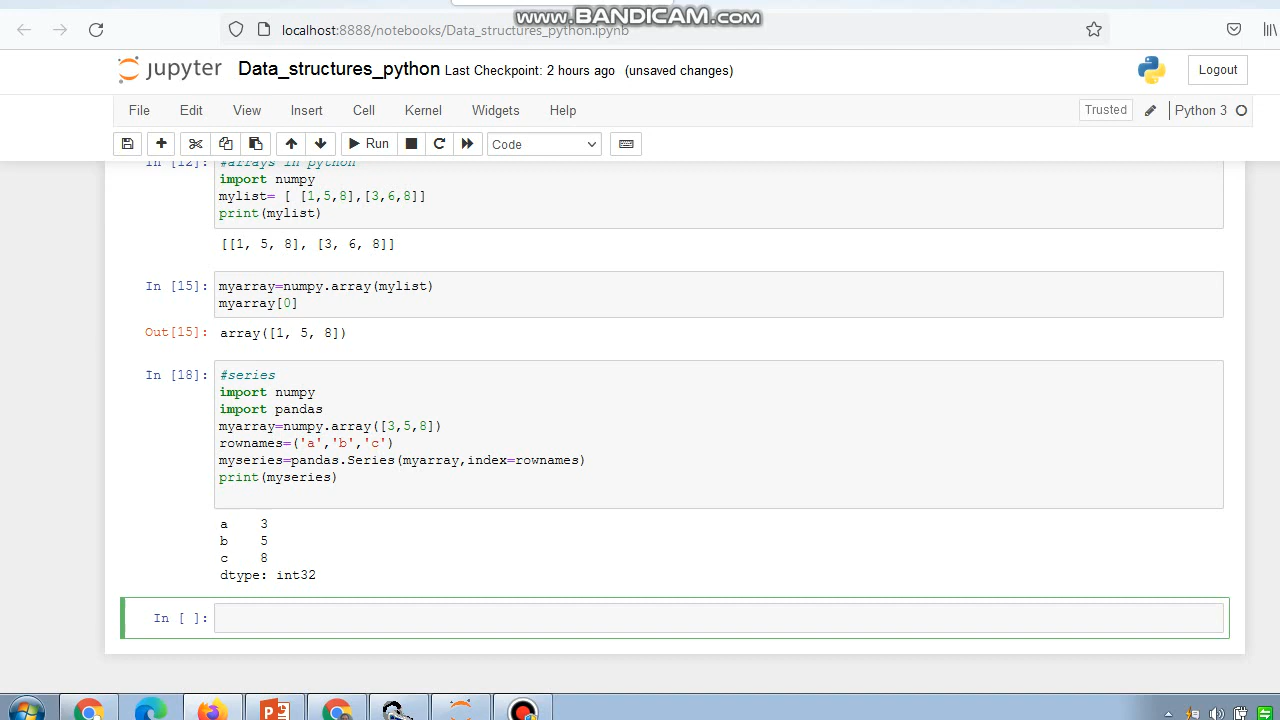 www.BANDICAM.com
localhost:8888/notebooks/Data_structures_python.ipynb
jupyter Data_structures_python Last Checkpoint: 2 hours ago (unsaved changes) Logout
File Edit View Insert Cell Kernel Widgets Help Trusted Python 3
Run Code
In [12]: #arrays in python
import numpy
mylist= [ [1,5,8],[3,6,8]]
print(mylist)
[[1, 5, 8], [3, 6, 8]]
In [15]: myarray=numpy.array(mylist)
myarray[0]
Out[15]: array([1, 5, 8])
In [18]: #series
import numpy
import pandas
myarray=numpy.array([3,5,8])
rownames=('a','b','c')
myseries=pandas.Series(myarray,index=rownames)
print(myseries)
a 3
b 5
c 8
dtype: int32
In [ ]: